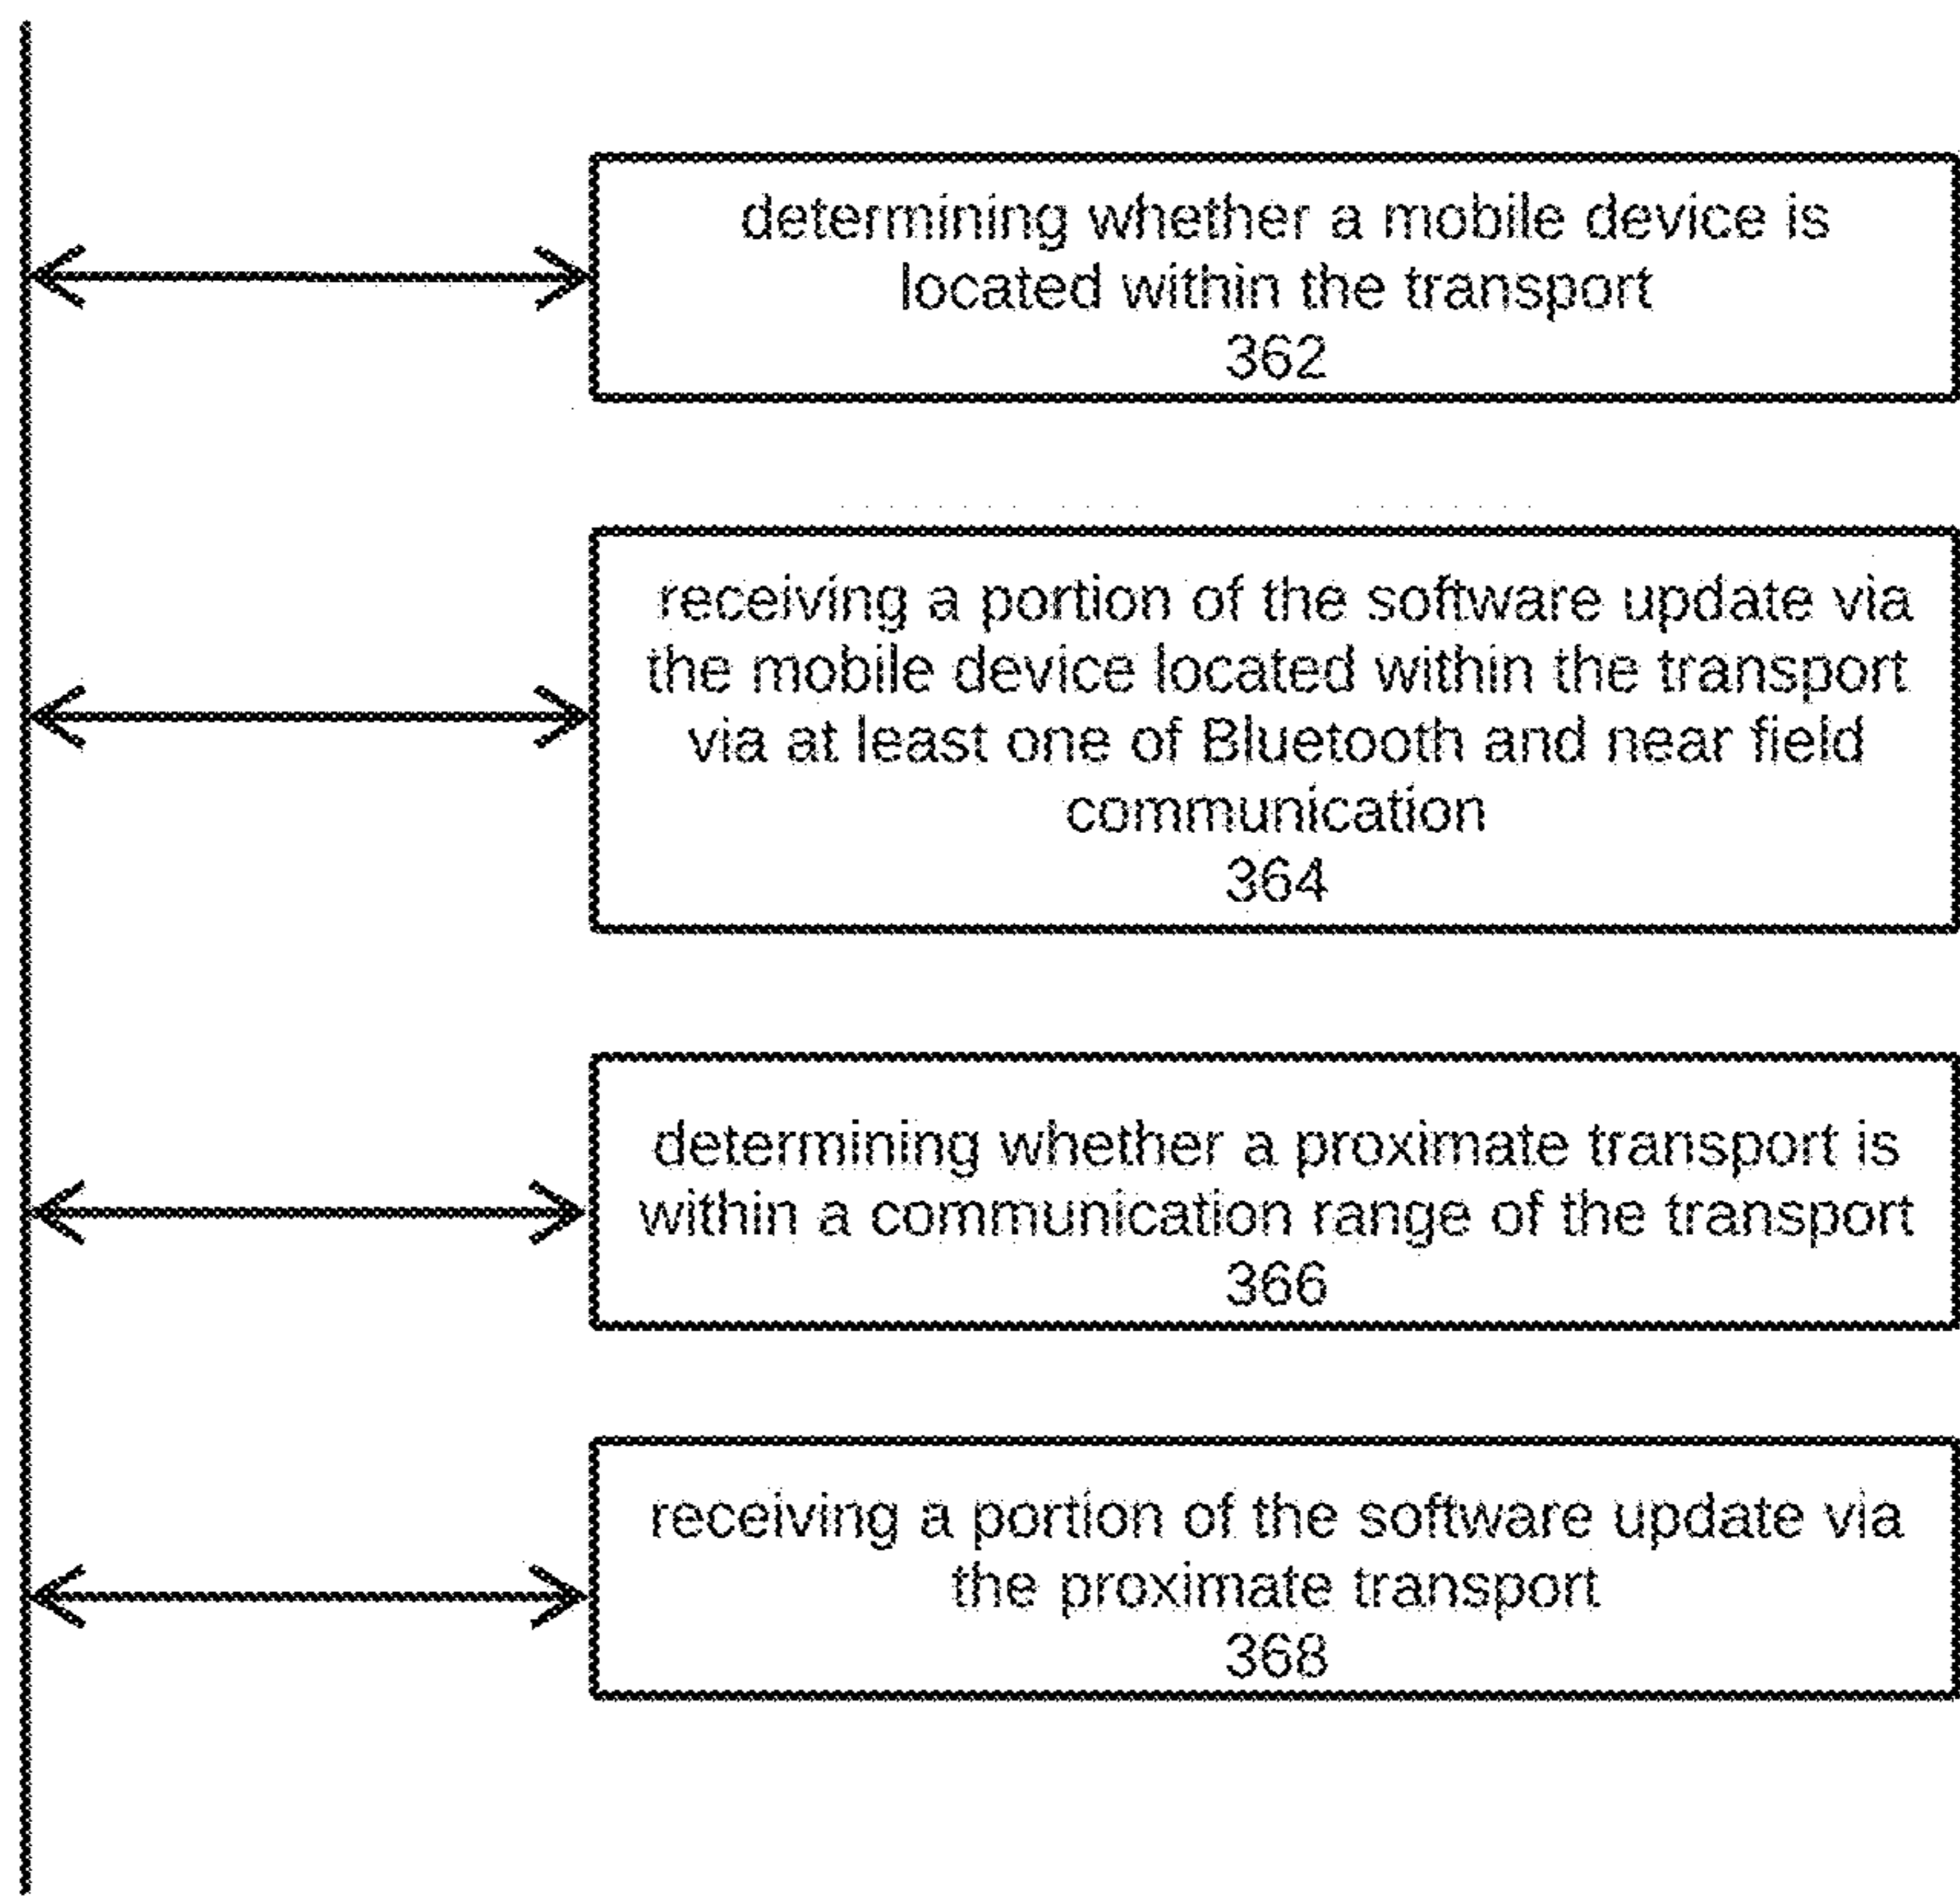 determining whether a mobile device is
located within the transport
362
receiving a portion of the software update via
the mobile device located within the transport
via at least one of Bluetooth and near field
communication
364
determining whether a proximate transport is
within a communication range of the transport
366
receiving a portion of the software update via
the proximate transport
368